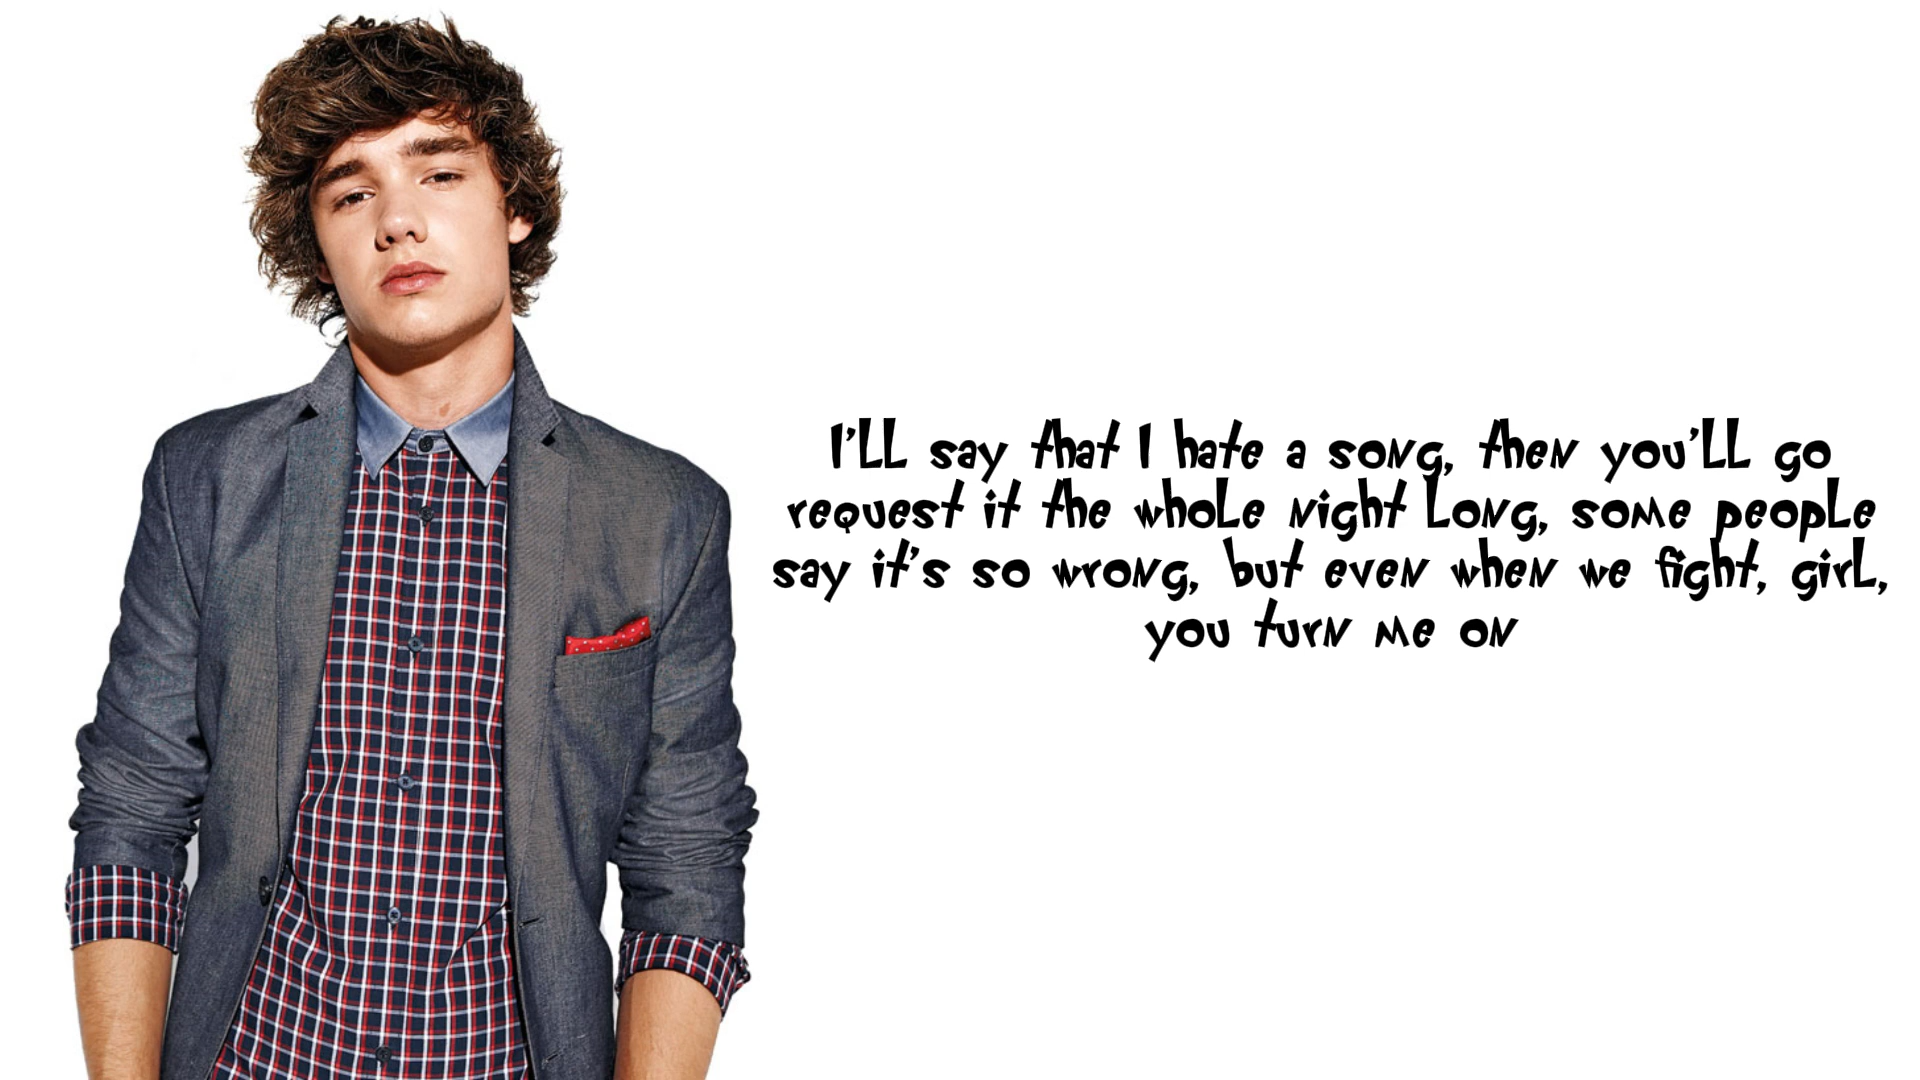 I'LL say that I hate a song, then you'LL go
request it the whole night Long, some people
say it's so wrong, but even when we fight, girl,
you turn me on